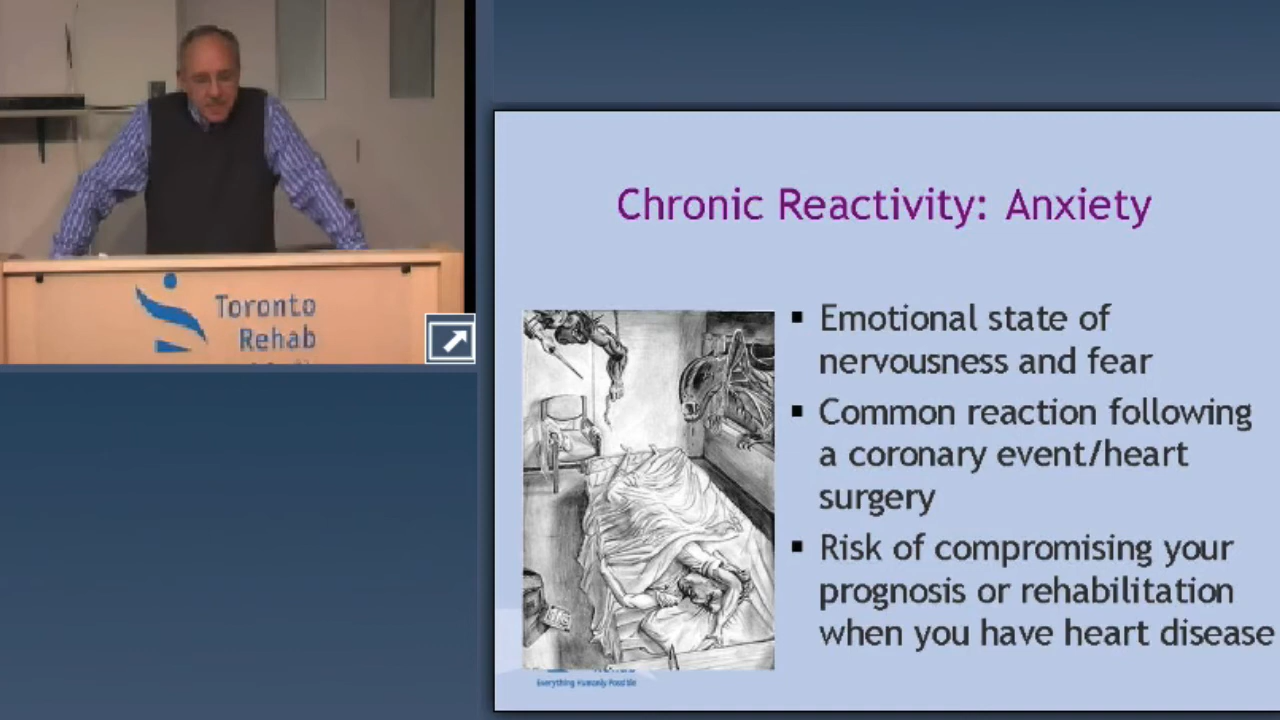 Toronto
Rehab
Chronic Reactivity: Anxiety
▪ Emotional state of
nervousness and fear
▪ Common reaction following
a coronary event/heart
surgery
▪ Risk of compromising your
prognosis or rehabilitation
when you have heart disease
Everything Humanly Possible